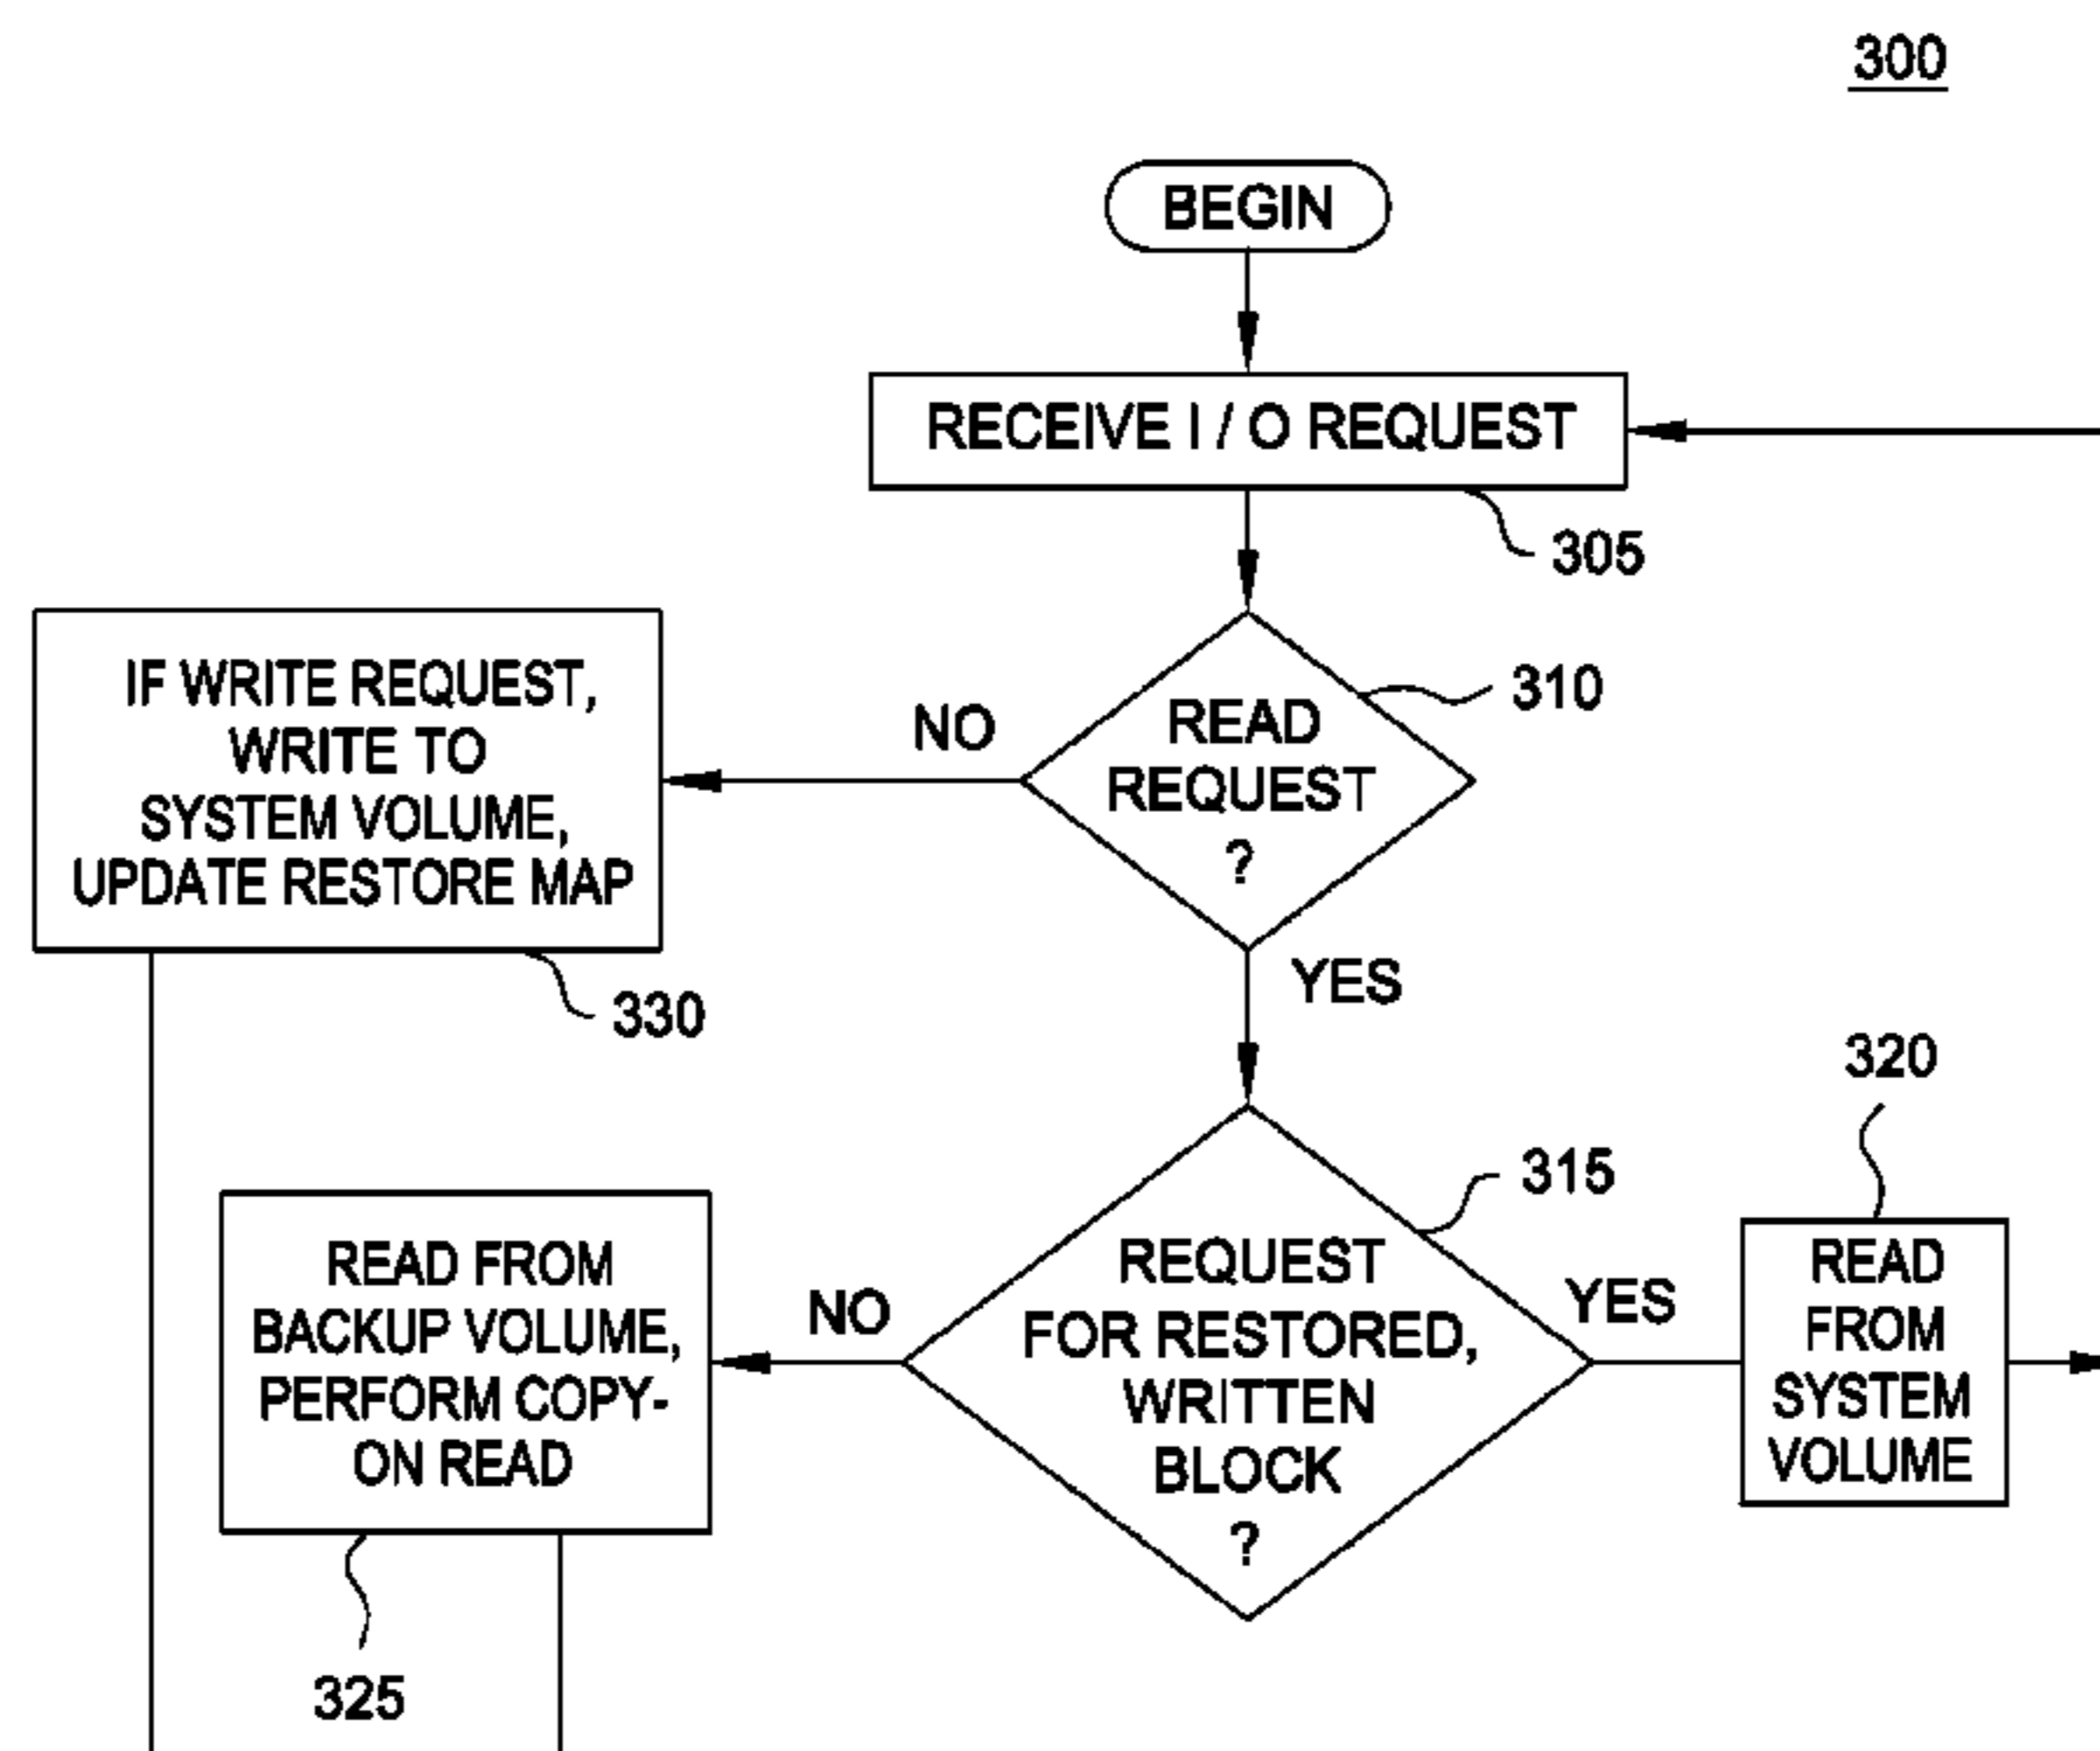 300
BEGIN
RECEIVE I / O REQUEST
305
310
READ
REQUEST
?
NO
IF WRITE REQUEST,
WRITE TO
SYSTEM VOLUME,
UPDATE RESTORE MAP
330
YES
315
REQUEST
FOR RESTORED,
WRITTEN
BLOCK
?
YES
320
READ
FROM
SYSTEM
VOLUME
NO
READ FROM
BACKUP VOLUME,
PERFORM COPY-
ON READ
325